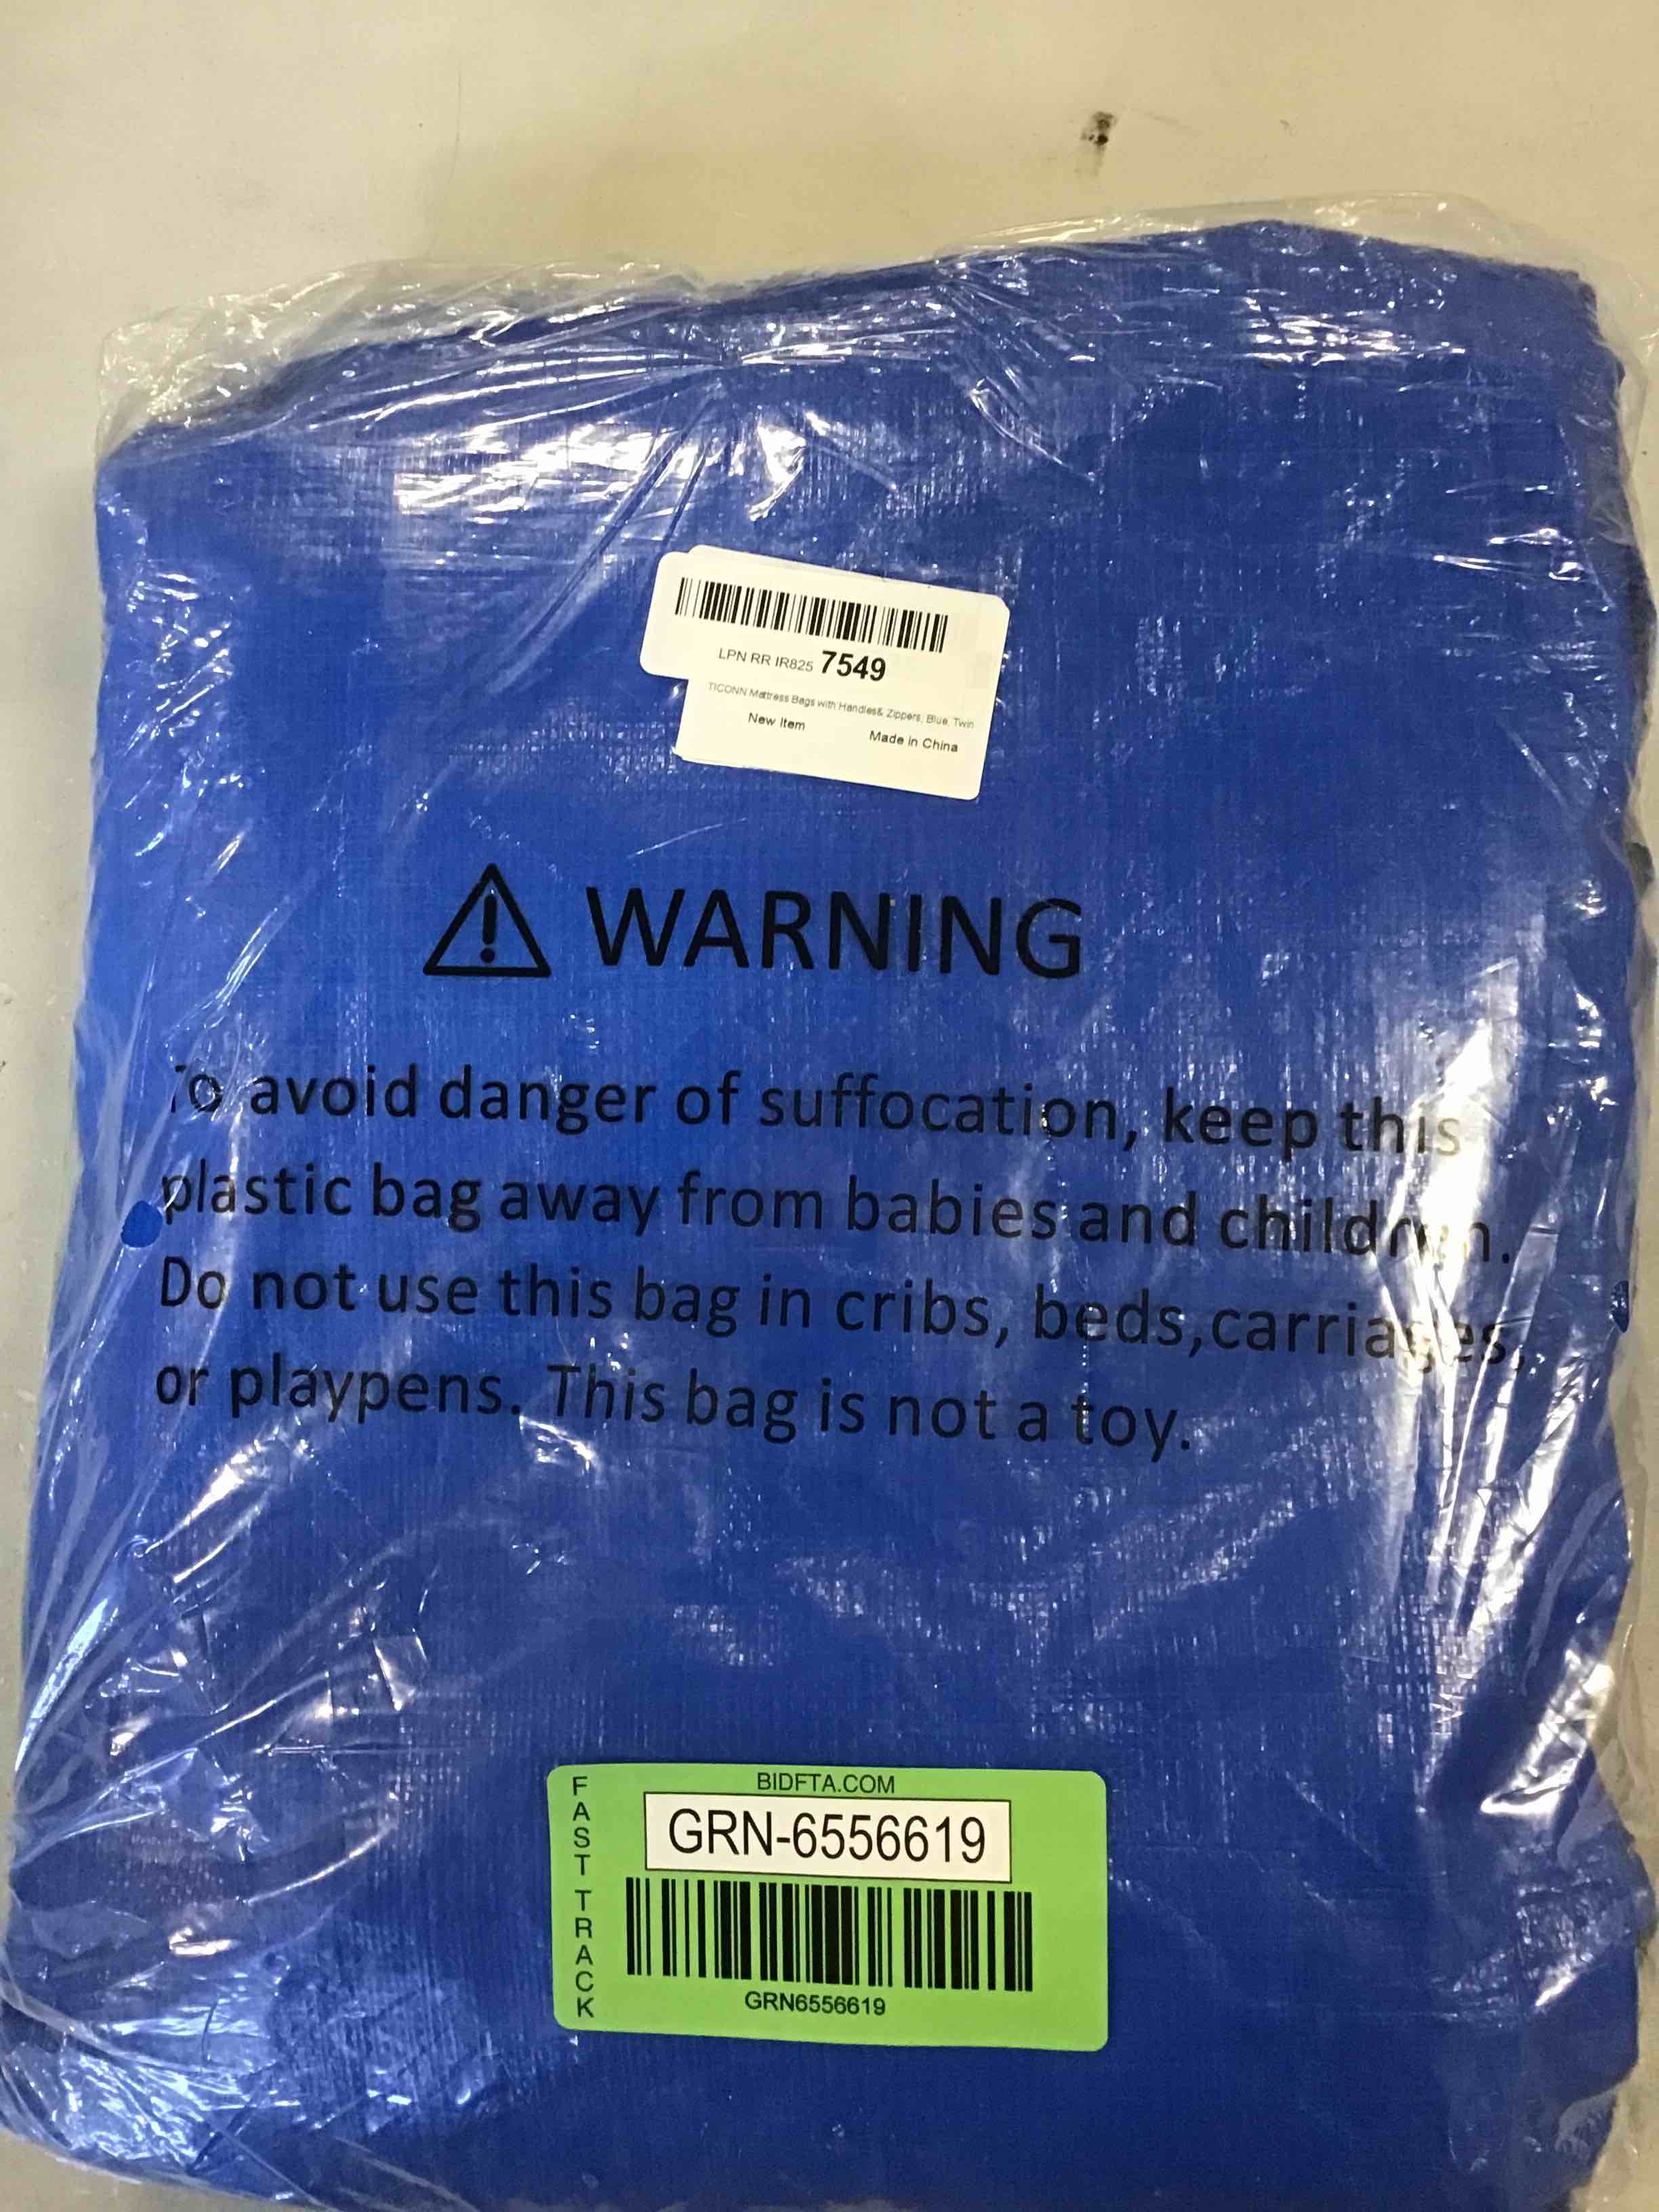 LPN RR IR825 7549
TICONN Mattress Bags with Handles& Zippers, Blue, Twin
New Item
Made in China
WARNING
To avoid danger of suffocation, keep this
plastic bag away from babies and children.
Do not use this bag in cribs, beds,carriages,
or playpens. This bag is not a toy.
FAST TRACK
BIDFTA.COM
GRN-6556619
GRN6556619